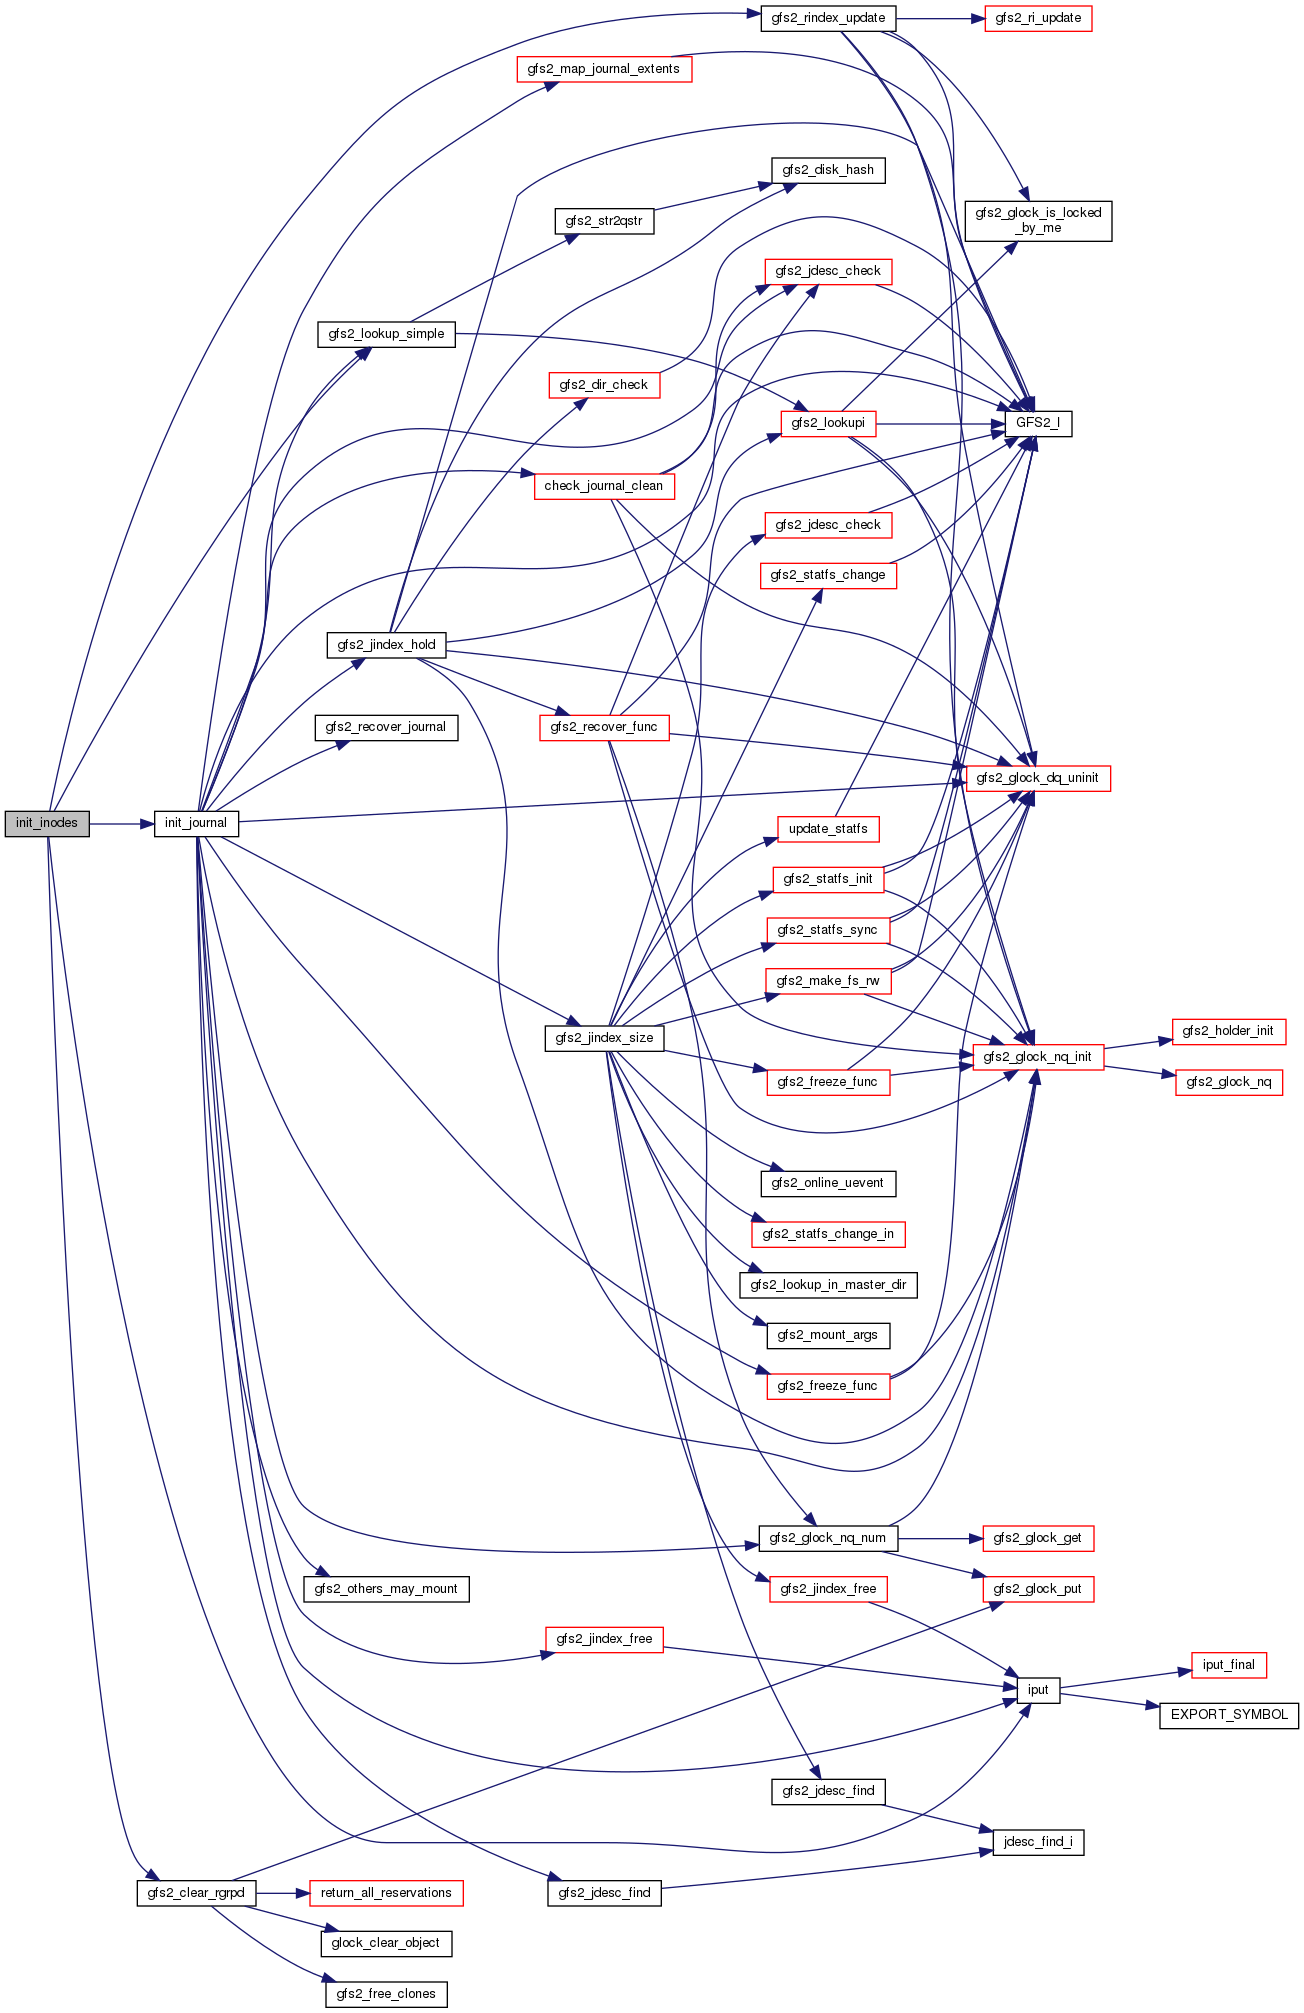 gfs2_rindex_update
gfs2_ri_update
gfs2_map_journal_extents
gfs2_disk_hash
gfs2_str2qstr
gfs2_glock_is_locked
_by_me
gfs2_jdesc_check
gfs2_lookup_simple
gfs2_dir_check
gfs2_lookupi
GFS2_I
check_journal_clean
gfs2_jdesc_check
gfs2_statfs_change
gfs2_jindex_hold
gfs2_recover_journal
gfs2_recover_func
gfs2_glock_dq_uninit
init_inodes
init_journal
update_statfs
gfs2_statfs_init
gfs2_statfs_sync
gfs2_make_fs_rw
gfs2_jindex_size
gfs2_holder_init
gfs2_glock_nq_init
gfs2_freeze_func
gfs2_glock_nq
gfs2_online_uevent
gfs2_statfs_change_in
gfs2_lookup_in_master_dir
gfs2_mount_args
gfs2_freeze_func
gfs2_glock_nq_num
gfs2_glock_get
gfs2_others_may_mount
gfs2_jindex_free
gfs2_glock_put
gfs2_jindex_free
iput_final
iput
EXPORT_SYMBOL
gfs2_jdesc_find
jdesc_find_i
gfs2_clear_rgrpd
return_all_reservations
gfs2_jdesc_find
glock_clear_object
gfs2_free_clones